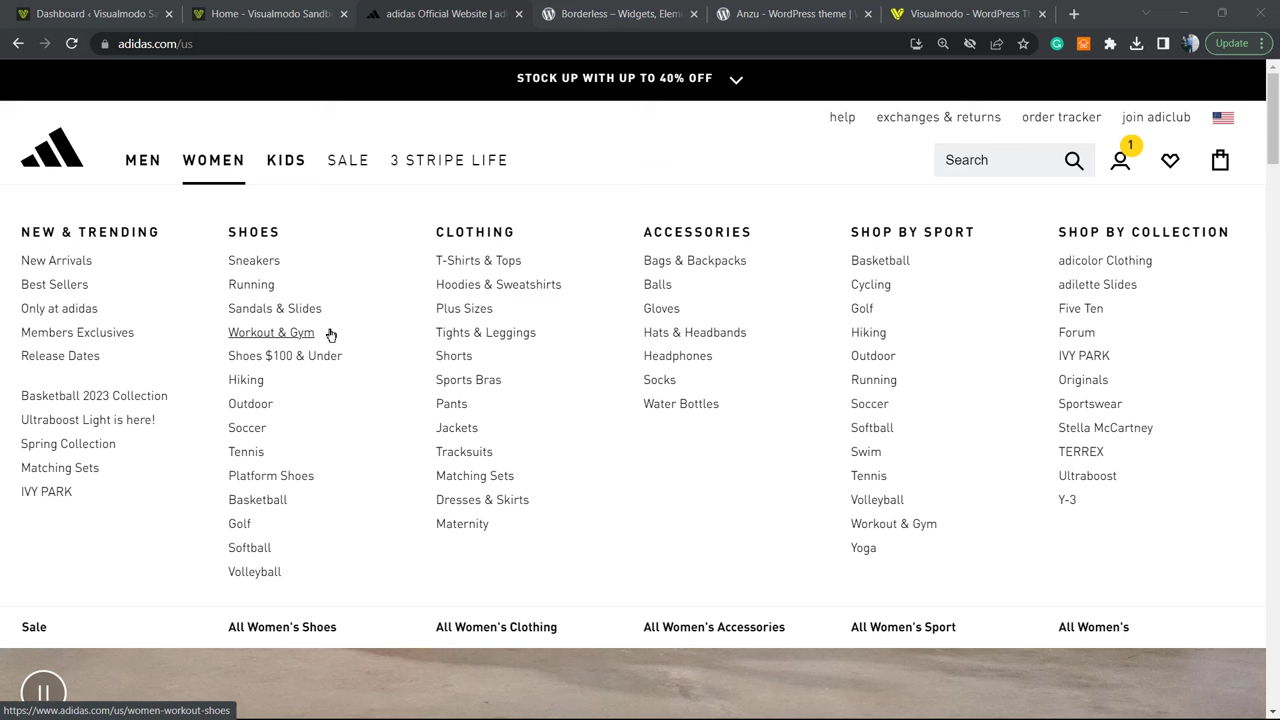 Dashboard ‹ Visualmodo Sa
Home - Visualmodo Sandb
adidas Official Website | adi
Borderless – Widgets, Elem
Anzu - WordPress theme | V
Visualmodo - WordPress Th
adidas.com/us
Update
STOCK UP WITH UP TO 40% OFF
help
exchanges & returns
order tracker
join adiclub
MEN
WOMEN
KIDS
SALE
3 STRIPE LIFE
Search
1
NEW & TRENDING
New Arrivals
Best Sellers
Only at adidas
Members Exclusives
Release Dates
Basketball 2023 Collection
Ultraboost Light is here!
Spring Collection
Matching Sets
IVY PARK
SHOES
Sneakers
Running
Sandals & Slides
Workout & Gym
Shoes $100 & Under
Hiking
Outdoor
Soccer
Tennis
Platform Shoes
Basketball
Golf
Softball
Volleyball
CLOTHING
T-Shirts & Tops
Hoodies & Sweatshirts
Plus Sizes
Tights & Leggings
Shorts
Sports Bras
Pants
Jackets
Tracksuits
Matching Sets
Dresses & Skirts
Maternity
ACCESSORIES
Bags & Backpacks
Balls
Gloves
Hats & Headbands
Headphones
Socks
Water Bottles
SHOP BY SPORT
Basketball
Cycling
Golf
Hiking
Outdoor
Running
Soccer
Softball
Swim
Tennis
Volleyball
Workout & Gym
Yoga
SHOP BY COLLECTION
adicolor Clothing
adilette Slides
Five Ten
Forum
IVY PARK
Originals
Sportswear
Stella McCartney
TERREX
Ultraboost
Y-3
Sale
All Women's Shoes
All Women's Clothing
All Women's Accessories
All Women's Sport
All Women's
https://www.adidas.com/us/women-workout-shoes